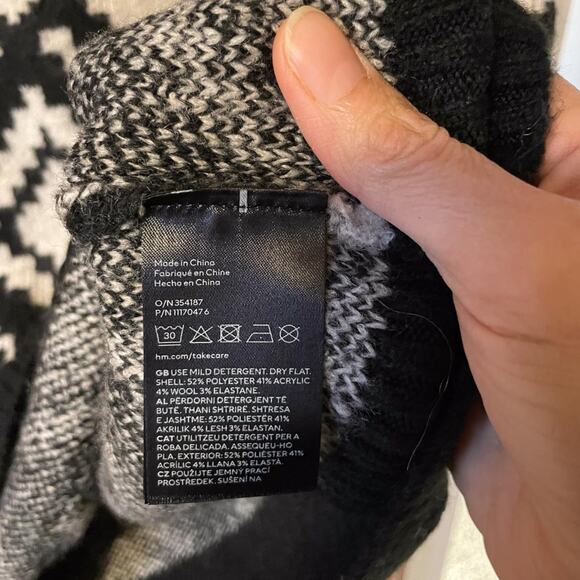 Made in China
Fabriqué en Chine
Hecho en China
O/N 354187
P/N 1117047 6
30
hm.com/takecare
GB USE MILD DETERGENT. DRY FLAT.
SHELL: 52% POLYESTER 41% ACRYLIC
4% WOOL 3% ELASTANE.
AL PËRDORNI DETERGJENT TË
BUTË. THANI SHTRIRË. SHTRESA
E JASHTME: 52% POLIESTËR 41%
AKRILIK 4% LESH 3% ELASTAN.
CAT UTILITZEU DETERGENT PER A
ROBA DELICADA. ASSEQUEU-HO
PLA. EXTERIOR: 52% POLIÈSTER 41%
ACRÍLIC 4% LLANA 3% ELASTÀ.
CZ POUŽIJTE JEMNÝ PRACÍ
PROSTŘEDEK. SUŠENÍ NA